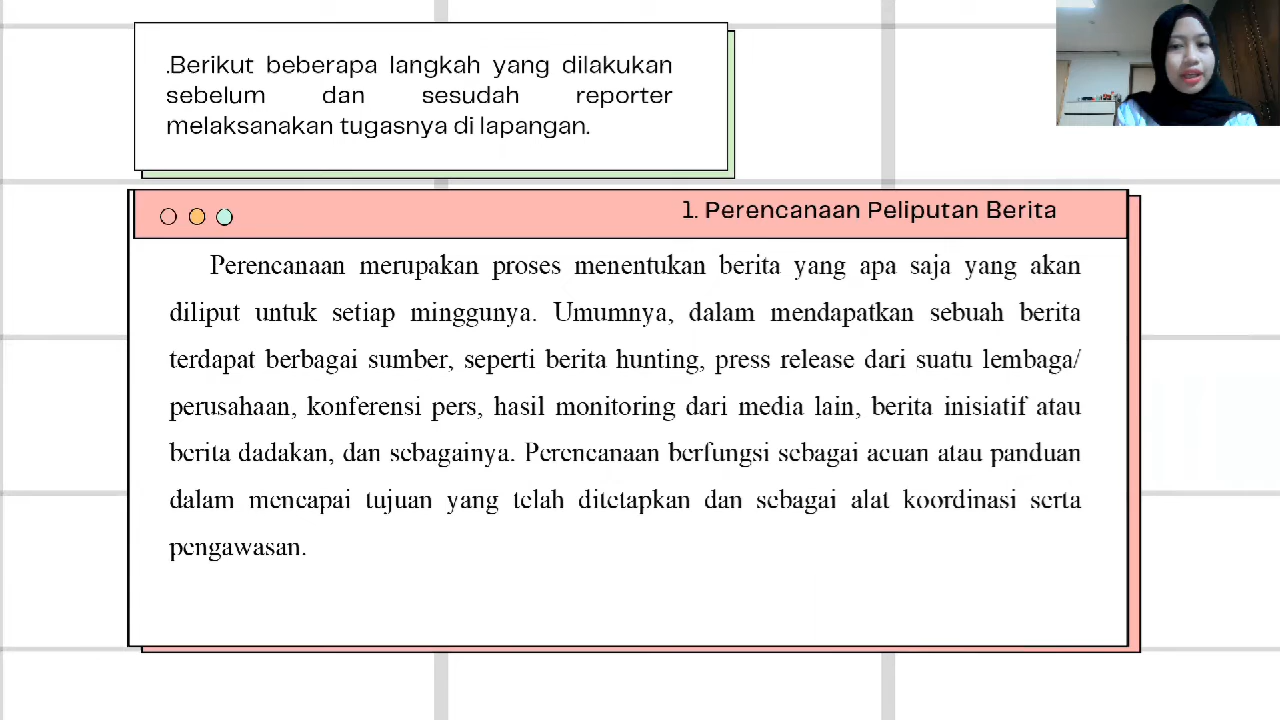 .Berikut beberapa langkah yang dilakukan
sebelum dan sesudah reporter
melaksanakan tugasnya di lapangan.
1. Perencanaan Peliputan Berita
Perencanaan merupakan proses menentukan berita yang apa saja yang akan
diliput untuk setiap minggunya. Umumnya, dalam mendapatkan sebuah berita
terdapat berbagai sumber, seperti berita hunting, press release dari suatu lembaga/
perusahaan, konferensi pers, hasil monitoring dari media lain, berita inisiatif atau
berita dadakan, dan sebagainya. Perencanaan berfungsi sebagai acuan atau panduan
dalam mencapai tujuan yang telah ditetapkan dan sebagai alat koordinasi serta
pengawasan.